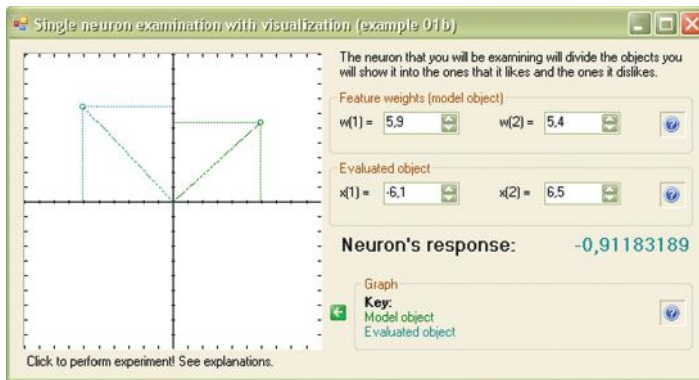 Single neuron examination with visualization (example 01b)
The neuron that you will be examining will divide the objects you
will show it into the ones that it likes and the ones it dislikes.
Feature weights (model object)
w(1) = 5,9 w(2) = 5,4
Evaluated object
x(1) = -6,1 x(2) = 6,5
Neuron's response: -0,91183189
Graph
Key:
Model object
Evaluated object
Click to perform experiment! See explanations.